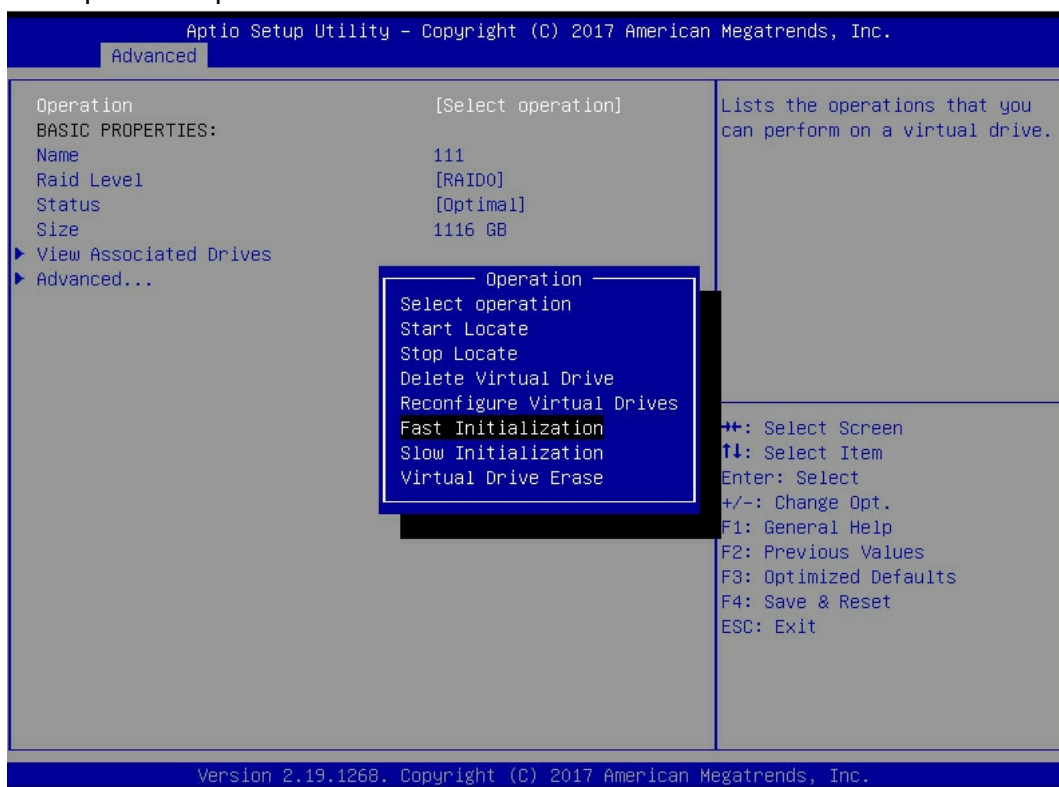 Aptio Setup Utility – Copyright (C) 2017 American Megatrends, Inc.
Advanced
Operation [Select operation] Lists the operations that you
BASIC PROPERTIES: can perform on a virtual drive.
Name 111
Raid Level [RAID0]
Status [Optimal]
Size 1116 GB
▶ View Associated Drives
▶ Advanced...
Operation
Select operation
Start Locate
Stop Locate
Delete Virtual Drive
Reconfigure Virtual Drives
Fast Initialization
Slow Initialization
Virtual Drive Erase
→←: Select Screen
↑↓: Select Item
Enter: Select
+/-: Change Opt.
F1: General Help
F2: Previous Values
F3: Optimized Defaults
F4: Save & Reset
ESC: Exit
Version 2.19.1268. Copyright (C) 2017 American Megatrends, Inc.